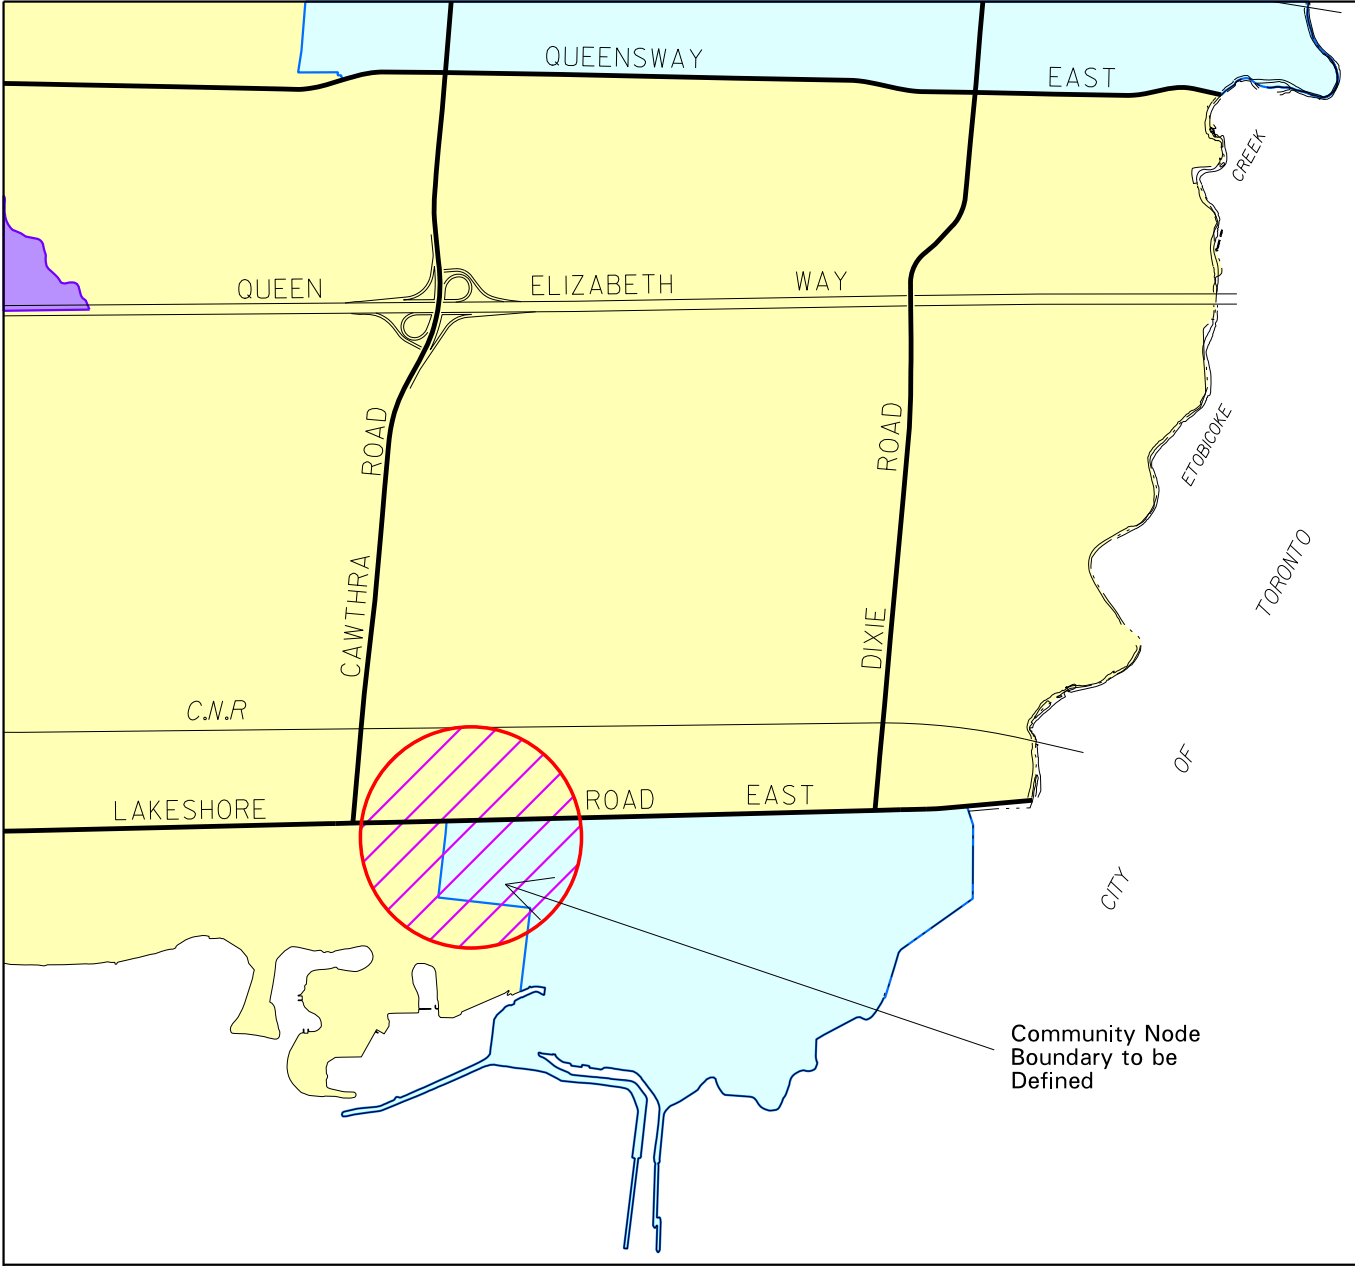 QUEENSWAY
EAST
CREEK
QUEEN ELIZABETH WAY
ROAD
ROAD
ETOBICOKE
TORONTO
CAWTHRA
DIXIE
C.N.R
OF
LAKESHORE ROAD EAST
CITY
Community Node
Boundary to be
Defined